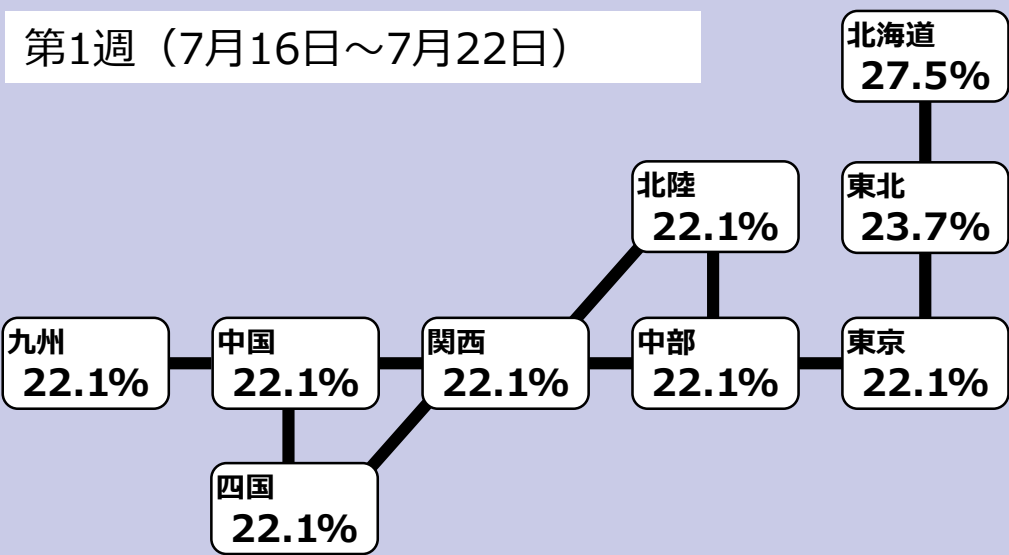 第1週（7月16日～7月22日）
北海道
27.5%
北陸
22.1%
東北
23.7%
九州
22.1%
中国
22.1%
関西
22.1%
中部
22.1%
東京
22.1%
四国
22.1%